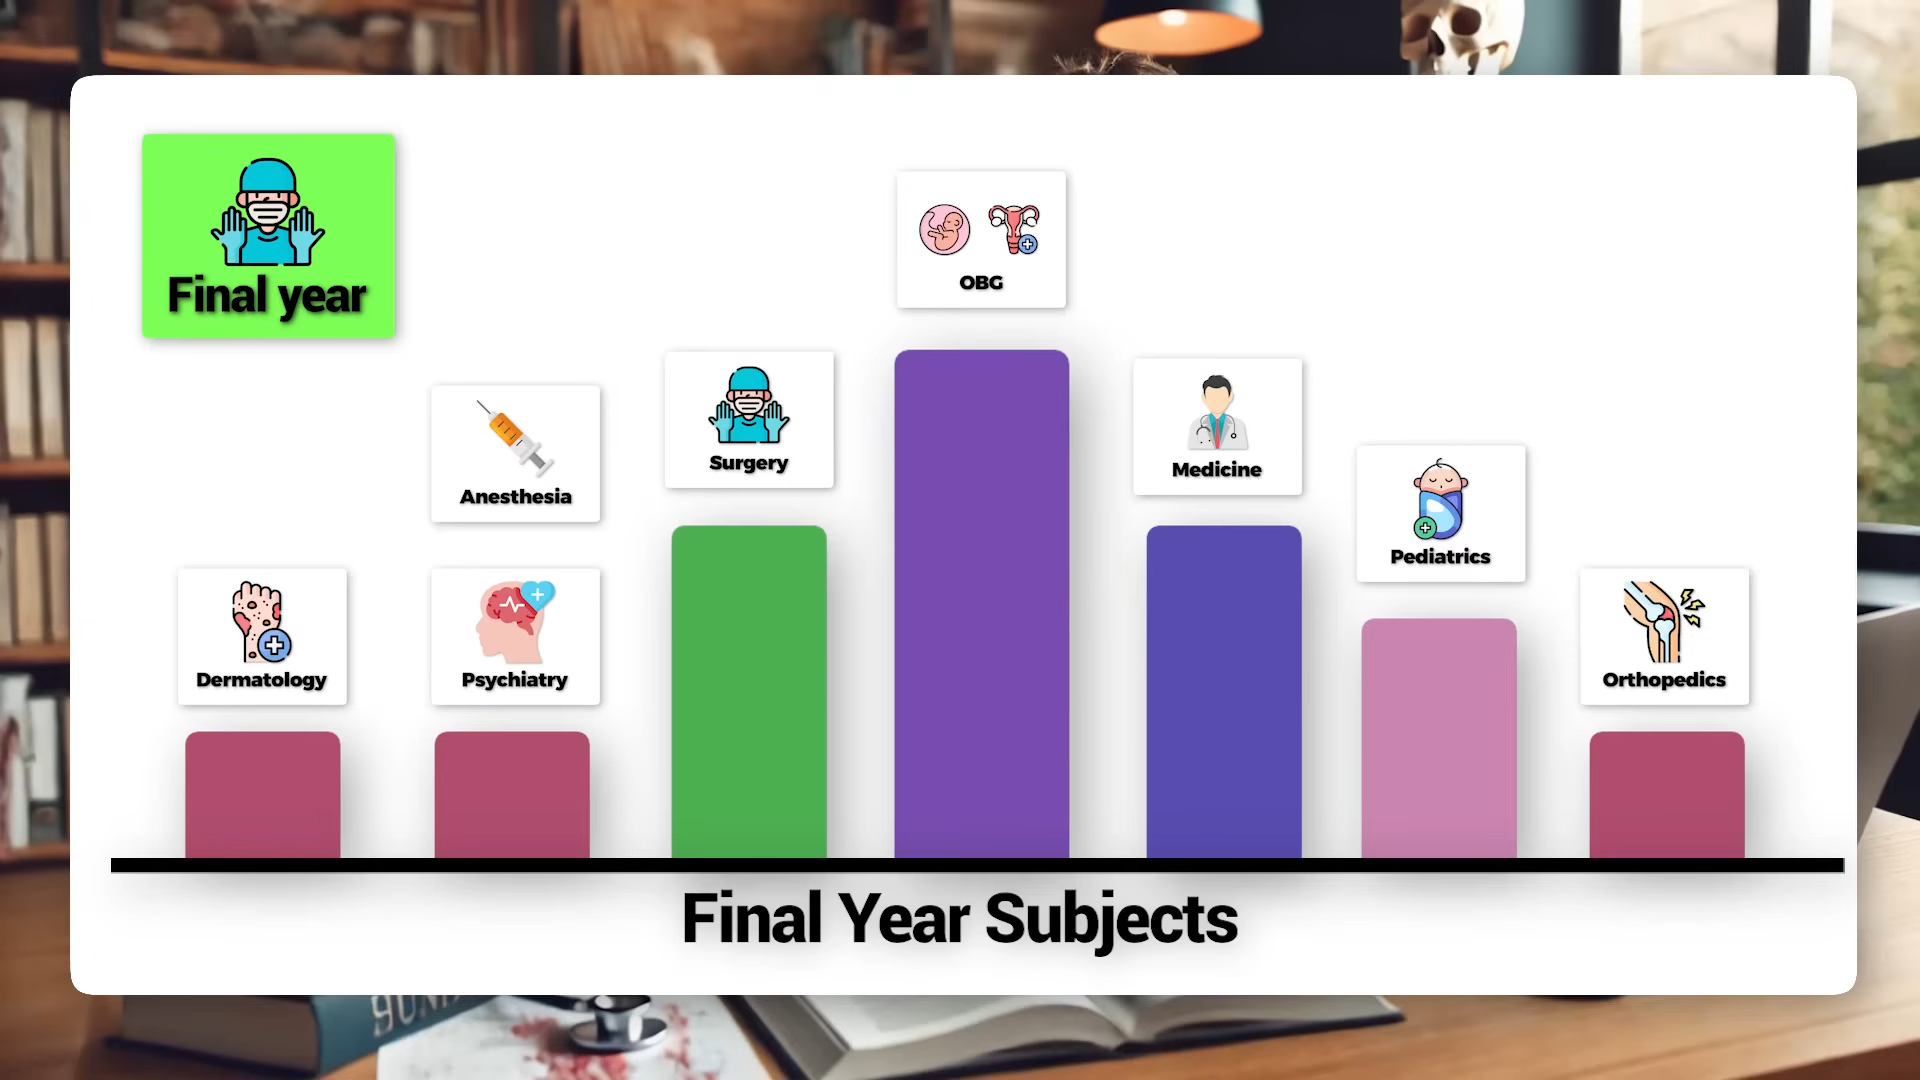 Final year
OBG
Surgery
Medicine
Anesthesia
Pediatrics
Dermatology
Psychiatry
Orthopedics
Final Year Subjects